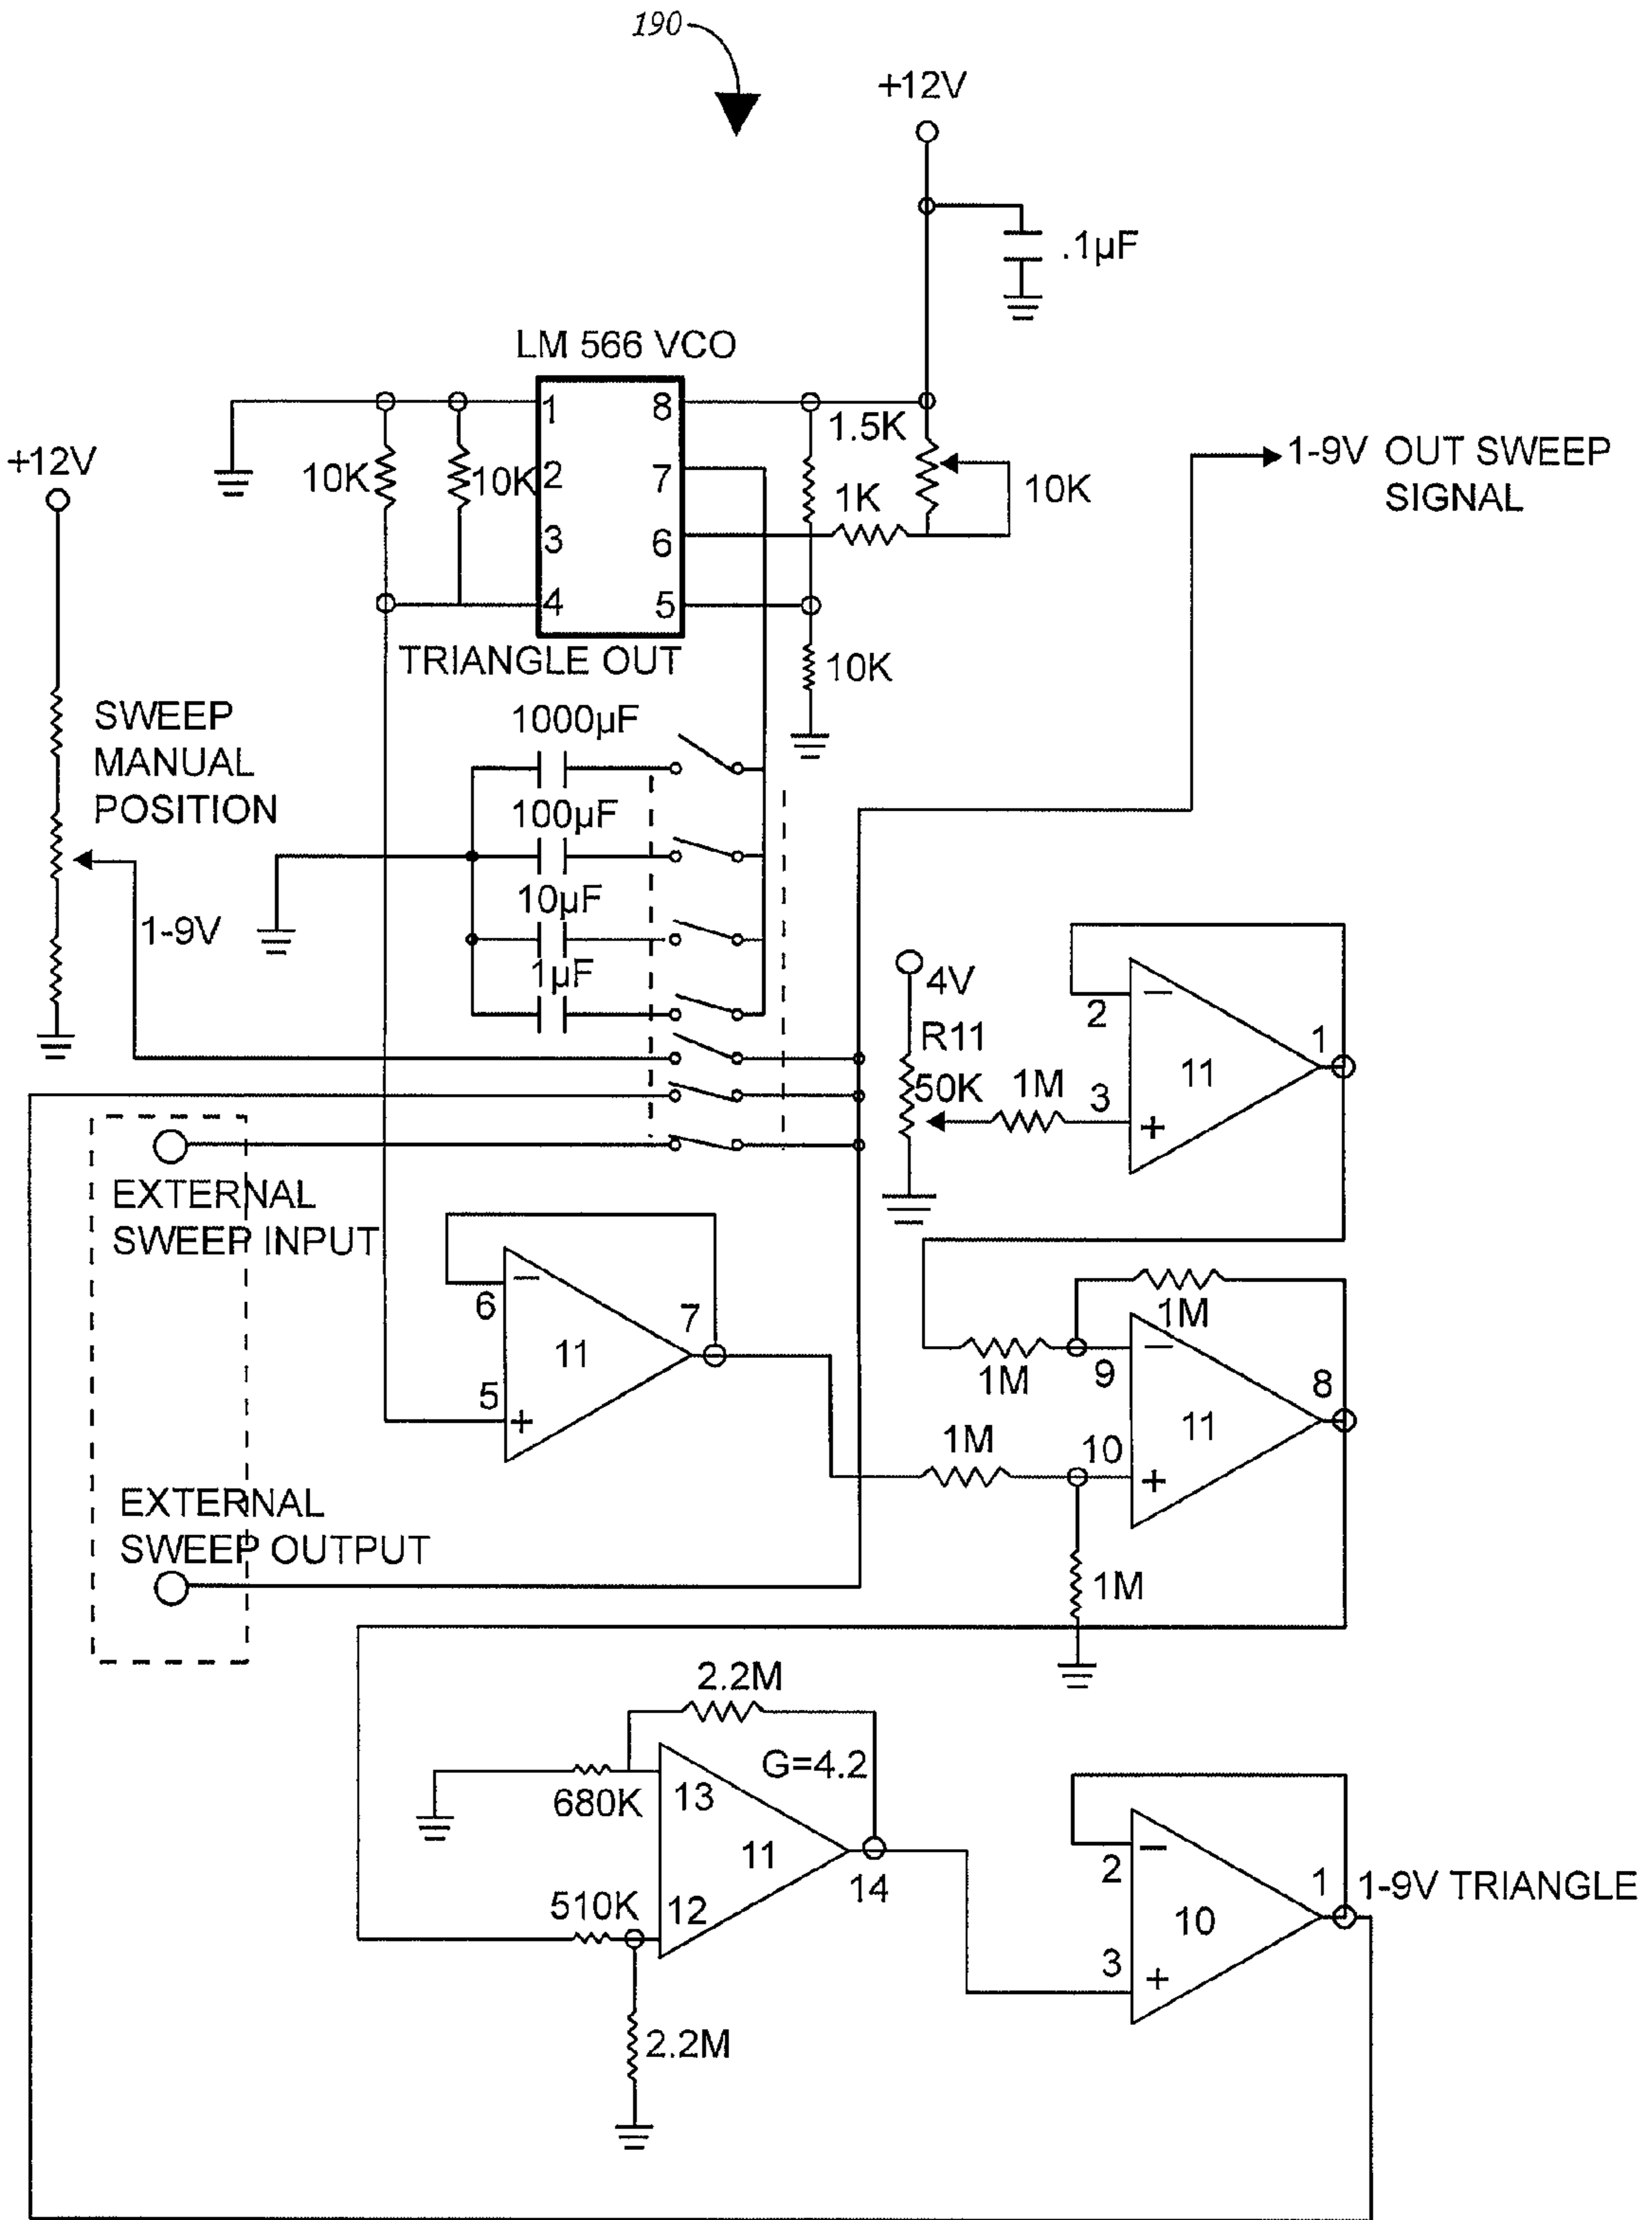 190
+12V
.1µF
LM 566 VCO
1
8
1.5K
+12V
10K
10K
2
7
1K
10K
1-9V OUT SWEEP
SIGNAL
3
6
4
5
TRIANGLE OUT
10K
SWEEP
MANUAL
POSITION
1000µF
100µF
10µF
1-9V
1µF
4V
R11
50K
1M
2
3
11
1
+
−
EXTERNAL
SWEEP INPUT
6
−
7
11
5
+
1M
1M
9
−
8
11
1M
10
+
1M
EXTERNAL
SWEEP OUTPUT
2.2M
G=4.2
680K
13
11
14
510K
12
2.2M
2
−
1
1-9V TRIANGLE
10
3
+